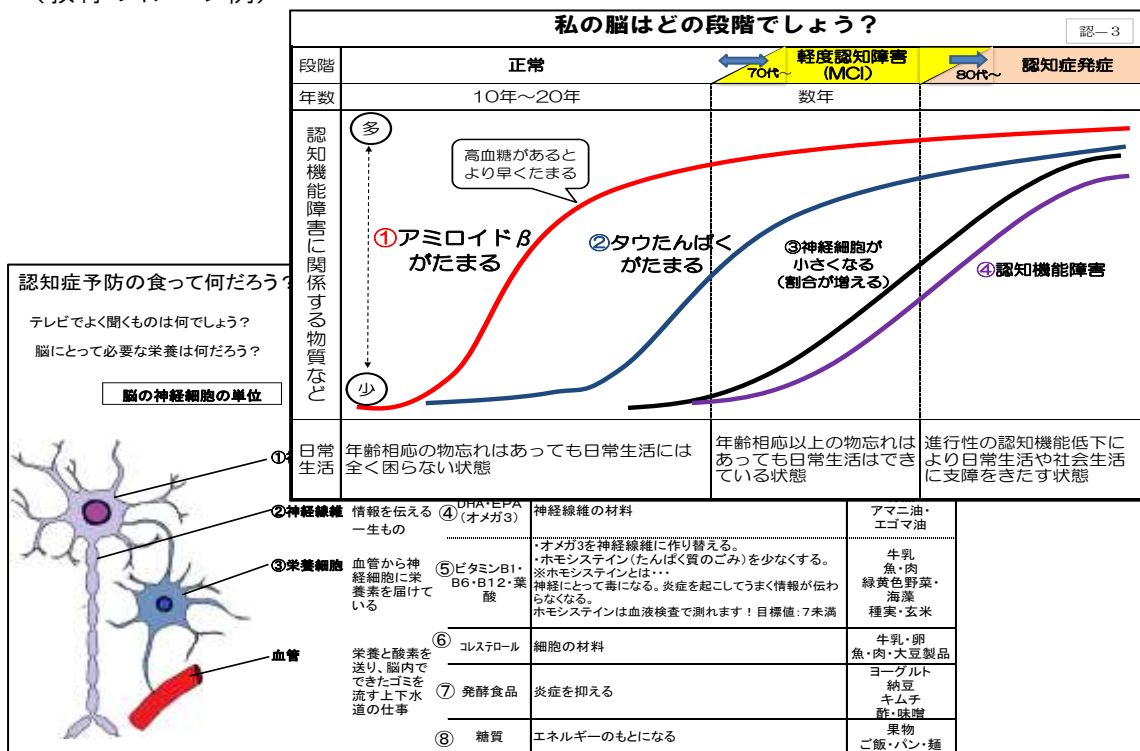 私の脳はどの段階でしょう？
認－3
段階
正常
70代～
軽度認知障害
(MCI)
80代～
認知症発症
年数
10年～20年
数年
認知機能障害に関係する物質など
多
少
高血糖があると
より早くたまる
①アミロイドβ
がたまる
②タウたんぱく
がたまる
③神経細胞が
小さくなる
(割合が増える)
④認知機能障害
日常
生活
年齢相応の物忘れはあっても日常生活には
全く困らない状態
年齢相応以上の物忘れは
あっても日常生活はでき
ている状態
進行性の認知機能低下に
より日常生活や社会生活
に支障をきたす状態
認知症予防の食って何だろう？
テレビでよく聞くものは何でしょう？
脳にとって必要な栄養は何だろう？
脳の神経細胞の単位
①
②神経線維
情報を伝える
一生もの
③栄養細胞
血管から神
経細胞に栄
養素を届けて
いる
血管
栄養と酸素を
送り、脳内で
できたゴミを
流す上下水
道の仕事
④
DHA・EPA
(オメガ3)
神経線維の材料
アマニ油・
エゴマ油
⑤
ビタミンB1・
B6・B12・葉
酸
・オメガ3を神経線維に作り替える。
・ホモシステイン(たんぱく質のごみ)を少なくする。
※ホモシステインとは・・・
神経にとって毒になる。炎症を起こしてうまく情報が伝わ
らなくなる。
ホモシステインは血液検査で測れます！目標値：7未満
牛乳
魚・肉
緑黄色野菜・
海藻
種実・玄米
⑥
コレステロール
細胞の材料
牛乳・卵
魚・肉・大豆製品
⑦
発酵食品
炎症を抑える
ヨーグルト
納豆
キムチ
酢・味噌
⑧
糖質
エネルギーのもとになる
果物
ご飯・パン・麺